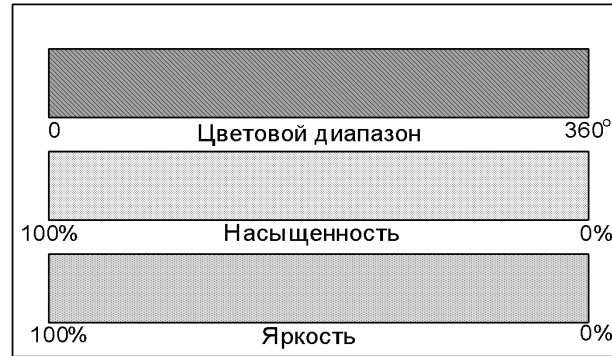 0 Цветовой диапазон 360°
100% Насыщенность 0%
100% Яркость 0%